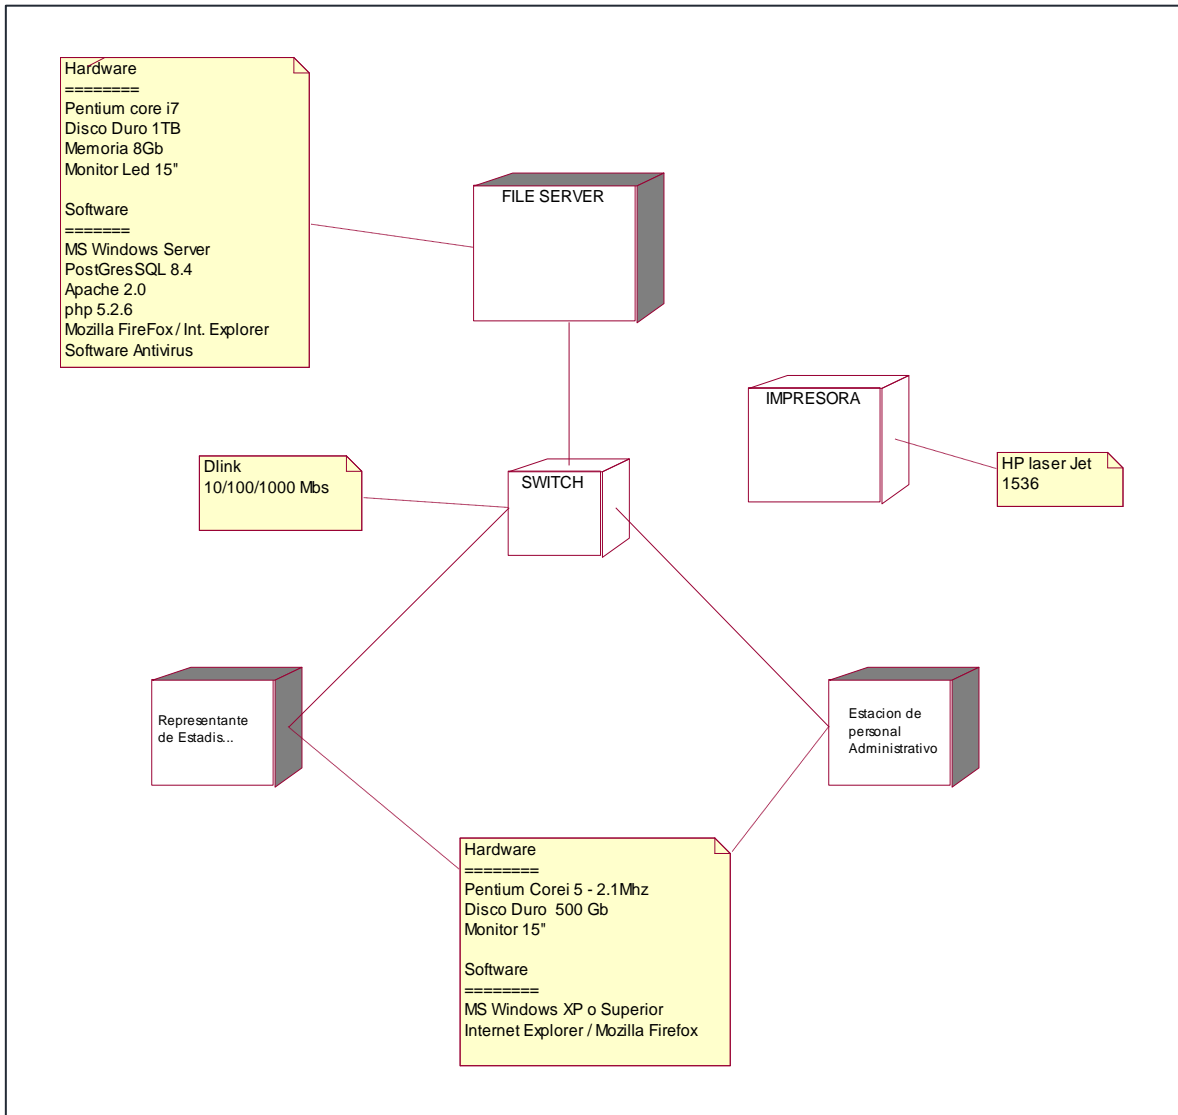 Hardware
========
Pentium core i7
Disco Duro 1TB
Memoria 8Gb
Monitor Led 15"
Software
=======
MS Windows Server
PostGresSQL 8.4
Apache 2.0
php 5.2.6
Mozilla FireFox / Int. Explorer
Software Antivirus
FILE SERVER
IMPRESORA
HP laser Jet
1536
Dlink
10/100/1000 Mbs
SWITCH
Representante
de Estadis...
Estacion de
personal
Administrativo
Hardware
========
Pentium Corei 5 - 2.1Mhz
Disco Duro  500 Gb
Monitor 15"
Software
========
MS Windows XP o Superior
Internet Explorer / Mozilla Firefox